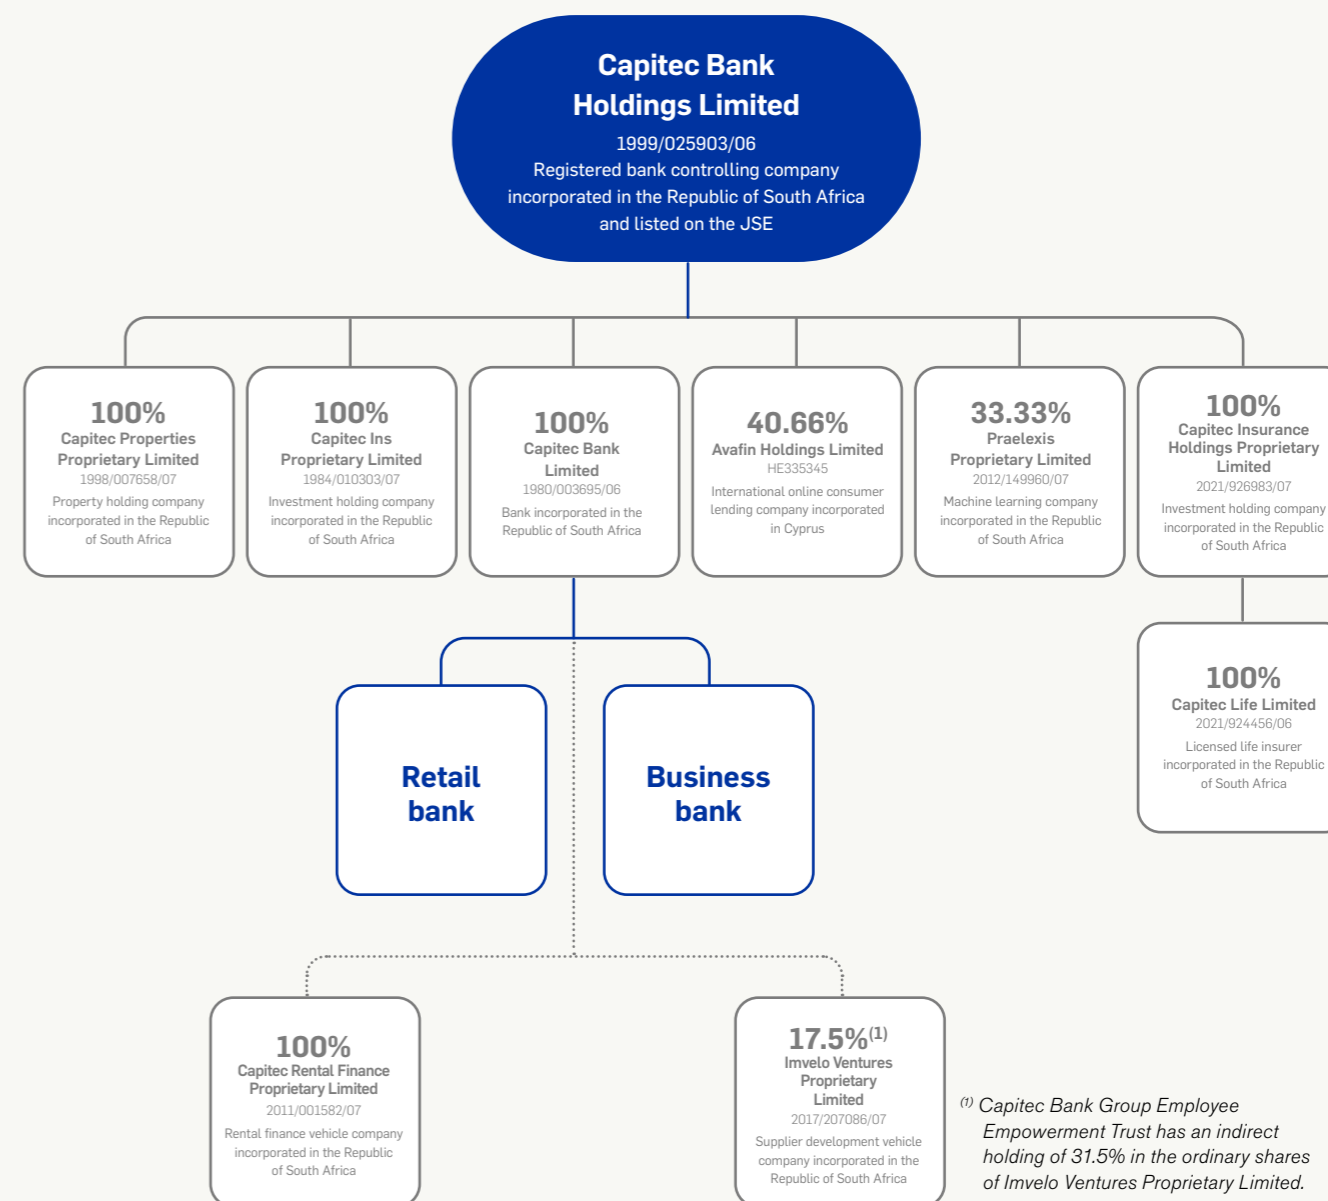 Capitec Bank
Holdings Limited
1999/025903/06
Registered bank controlling company
incorporated in the Republic of South Africa
and listed on the JSE
100%
Capitec Properties
Proprietary Limited
1998/007658/07
Property holding company
incorporated in the Republic
of South Africa
100%
Capitec Ins
Proprietary Limited
1984/010303/07
Investment holding company
incorporated in the Republic
of South Africa
100%
Capitec Bank
Limited
1980/003695/06
Bank incorporated in the
Republic of South Africa
40.66%
Avafin Holdings Limited
HE335345
International online consumer
lending company incorporated
in Cyprus
33.33%
Praelexis
Proprietary Limited
2012/149960/07
Machine learning company
incorporated in the Republic
of South Africa
100%
Capitec Insurance
Holdings Proprietary
Limited
2021/926983/07
Investment holding company
incorporated in the Republic
of South Africa
100%
Capitec Life Limited
2021/924456/06
Licensed life insurer
incorporated in the Republic
of South Africa
Retail
bank
Business
bank
100%
Capitec Rental Finance
Proprietary Limited
2011/001582/07
Rental finance vehicle company
incorporated in the Republic
of South Africa
17.5%(1)
Imvelo Ventures
Proprietary
Limited
2017/207086/07
Supplier development vehicle
company incorporated in the
Republic of South Africa
(1) Capitec Bank Group Employee
Empowerment Trust has an indirect
holding of 31.5% in the ordinary shares
of Imvelo Ventures Proprietary Limited.